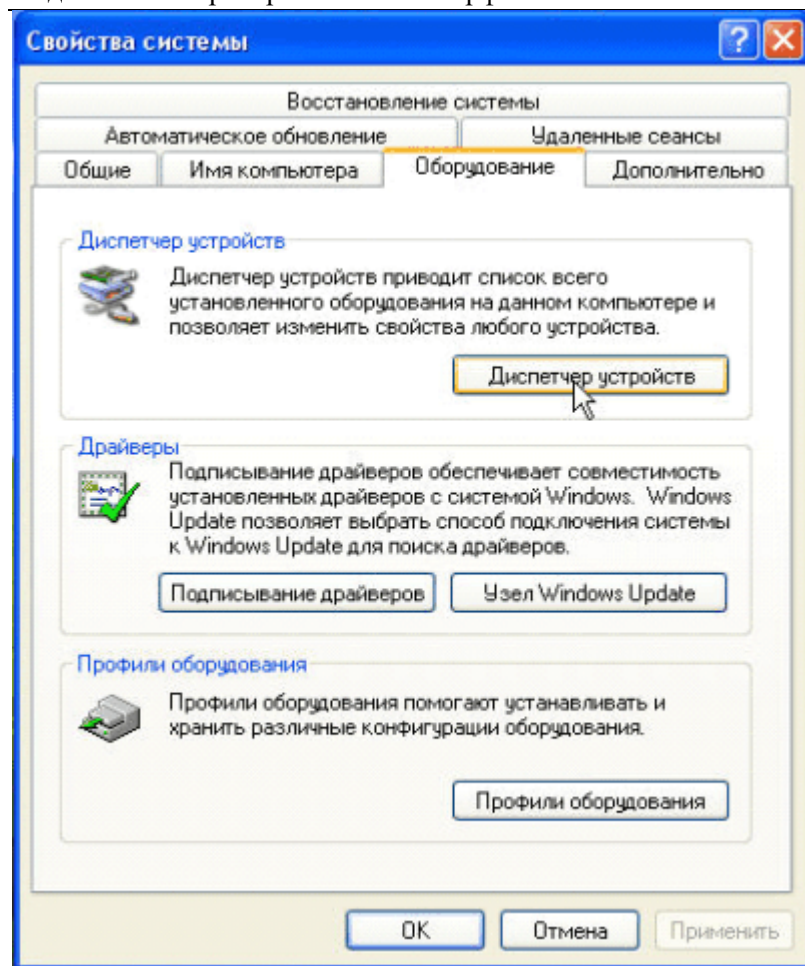 Свойства системы
Восстановление системы
Автоматическое обновление Удаленные сеансы
Общие Имя компьютера Оборудование Дополнительно
Диспетчер устройств
Диспетчер устройств приводит список всего
установленного оборудования на данном компьютере и
позволяет изменить свойства любого устройства.
Диспетчер устройств
Драйверы
Подписывание драйверов обеспечивает совместимость
установленных драйверов с системой Windows. Windows
Update позволяет выбрать способ подключения системы
к Windows Update для поиска драйверов.
Подписывание драйверов Узел Windows Update
Профили оборудования
Профили оборудования помогают устанавливать и
хранить различные конфигурации оборудования.
Профили оборудования
OK Отмена Применить